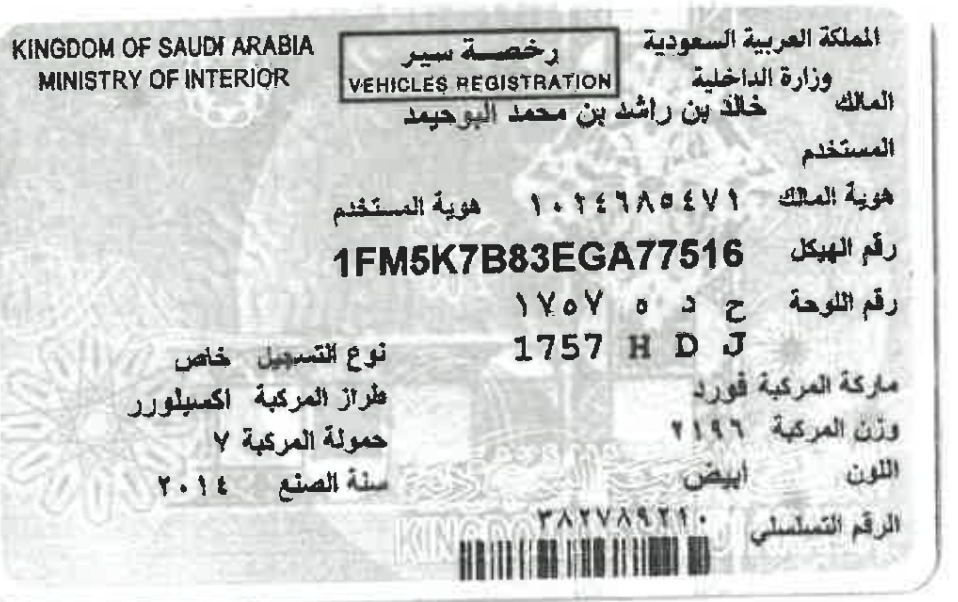 KINGDOM OF SAUDI ARABIA
MINISTRY OF INTERIOR
رخصة سير
VEHICLES REGISTRATION
المملكة العربية السعودية
وزارة الداخلية
المالك خالد بن راشد بن محمد البوحيمد
المستخدم
هوية المالك ١٠٢٤٦٨٥٤٧١ هوية المستخدم
رقم الهيكل 1FM5K7B83EGA77516
رقم اللوحة ح د ه ١٧٥٧
1757 H D J
نوع التسجيل خاص
ماركة المركبة فورد
طراز المركبة اكسبلورر
وزن المركبة ٢١٩٦
حمولة المركبة ٧
اللون ابيض
سنة الصنع ٢٠١٤
الرقم التسلسلي ٣٨٢٧٨٩٢١٠